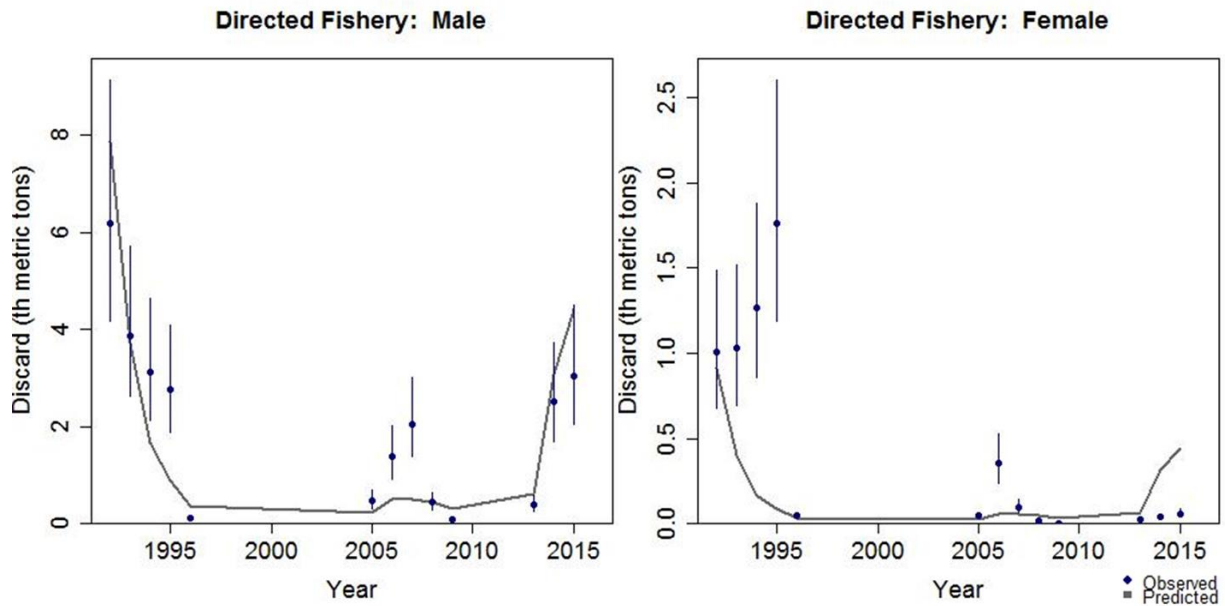 Directed Fishery: Male
Discard (th metric tons)
8
6
4
2
0
1995 2000 2005 2010 2015
Year
Directed Fishery: Female
Discard (th metric tons)
2.5
2.0
1.5
1.0
0.5
0.0
1995 2000 2005 2010 2015
Year
Observed
Predicted